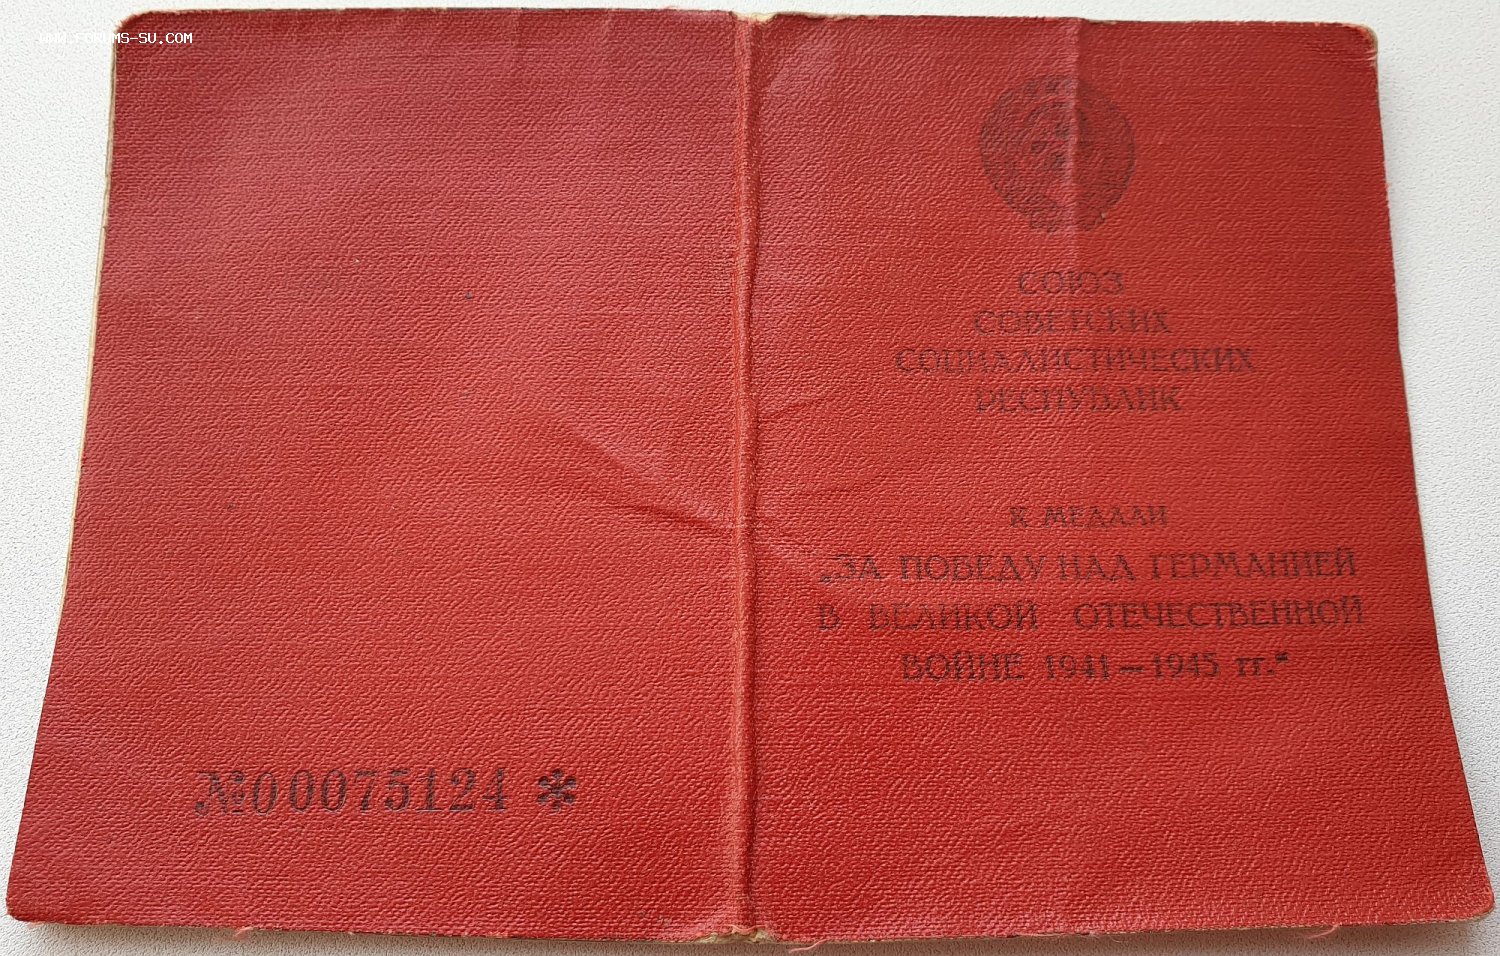 WWW.FORUMS-SU.COM
СОЮЗ
СОВЕТСКИХ
СОЦИАЛИСТИЧЕСКИХ
РЕСПУБЛИК
К МЕДАЛИ
„ЗА ПОБЕДУ НАД ГЕРМАНИЕЙ
В ВЕЛИКОЙ ОТЕЧЕСТВЕННОЙ
ВОЙНЕ 1941—1945 гг.“
№00075124 *